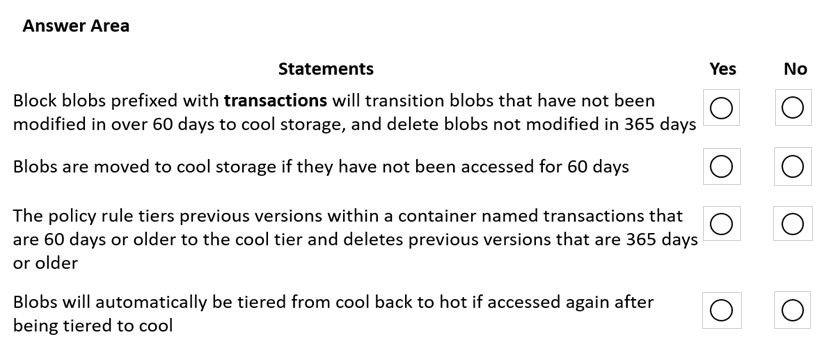 Answer Area
Statements Yes No
Block blobs prefixed with transactions will transition blobs that have not been
modified in over 60 days to cool storage, and delete blobs not modified in 365 days
Blobs are moved to cool storage if they have not been accessed for 60 days
The policy rule tiers previous versions within a container named transactions that
are 60 days or older to the cool tier and deletes previous versions that are 365 days
or older
Blobs will automatically be tiered from cool back to hot if accessed again after
being tiered to cool